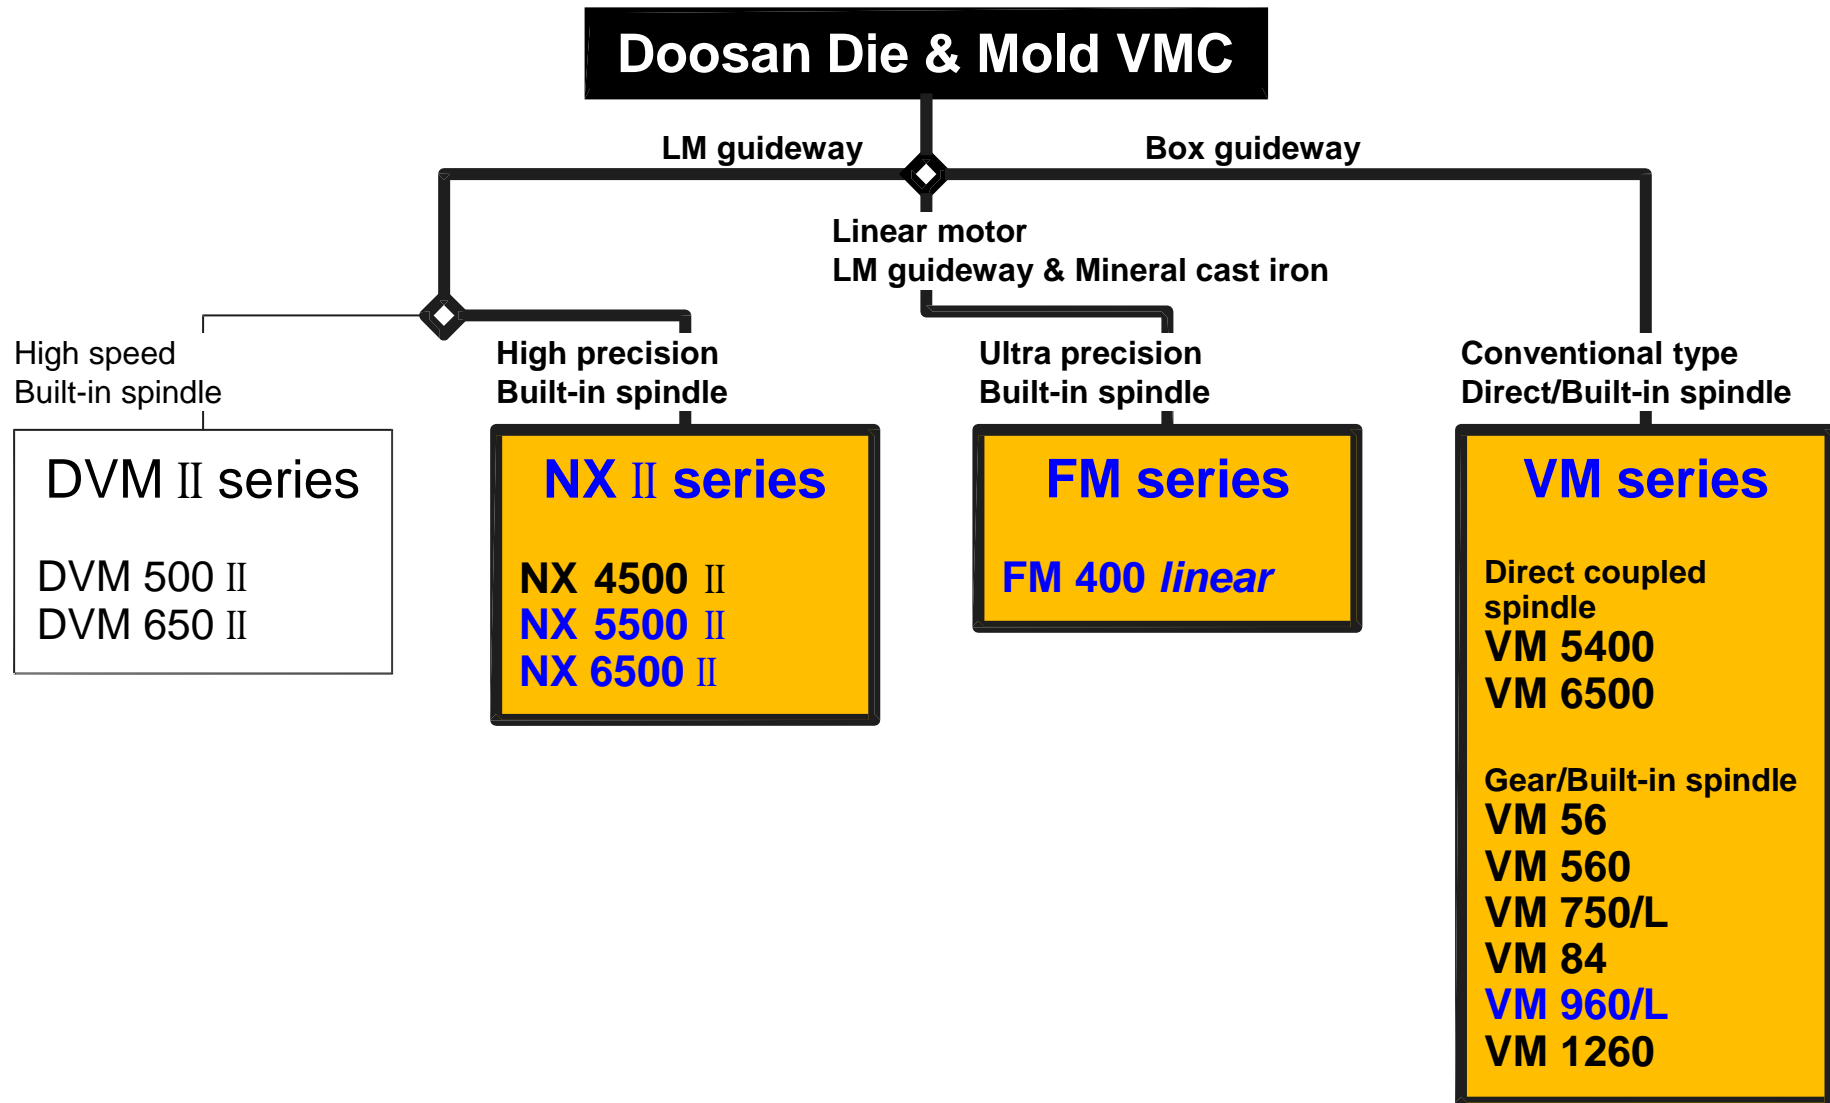 Doosan Die & Mold VMC
LM guideway
Box guideway
Linear motor
LM guideway & Mineral cast iron
High speed
Built-in spindle
High precision
Built-in spindle
Ultra precision
Built-in spindle
Conventional type
Direct/Built-in spindle
DVM Ⅱ series
DVM 500 Ⅱ
DVM 650 Ⅱ
NX Ⅱ series
NX 4500 Ⅱ
NX 5500 Ⅱ
NX 6500 Ⅱ
FM series
FM 400 linear
VM series
Direct coupled
spindle
VM 5400
VM 6500
Gear/Built-in spindle
VM 56
VM 560
VM 750/L
VM 84
VM 960/L
VM 1260